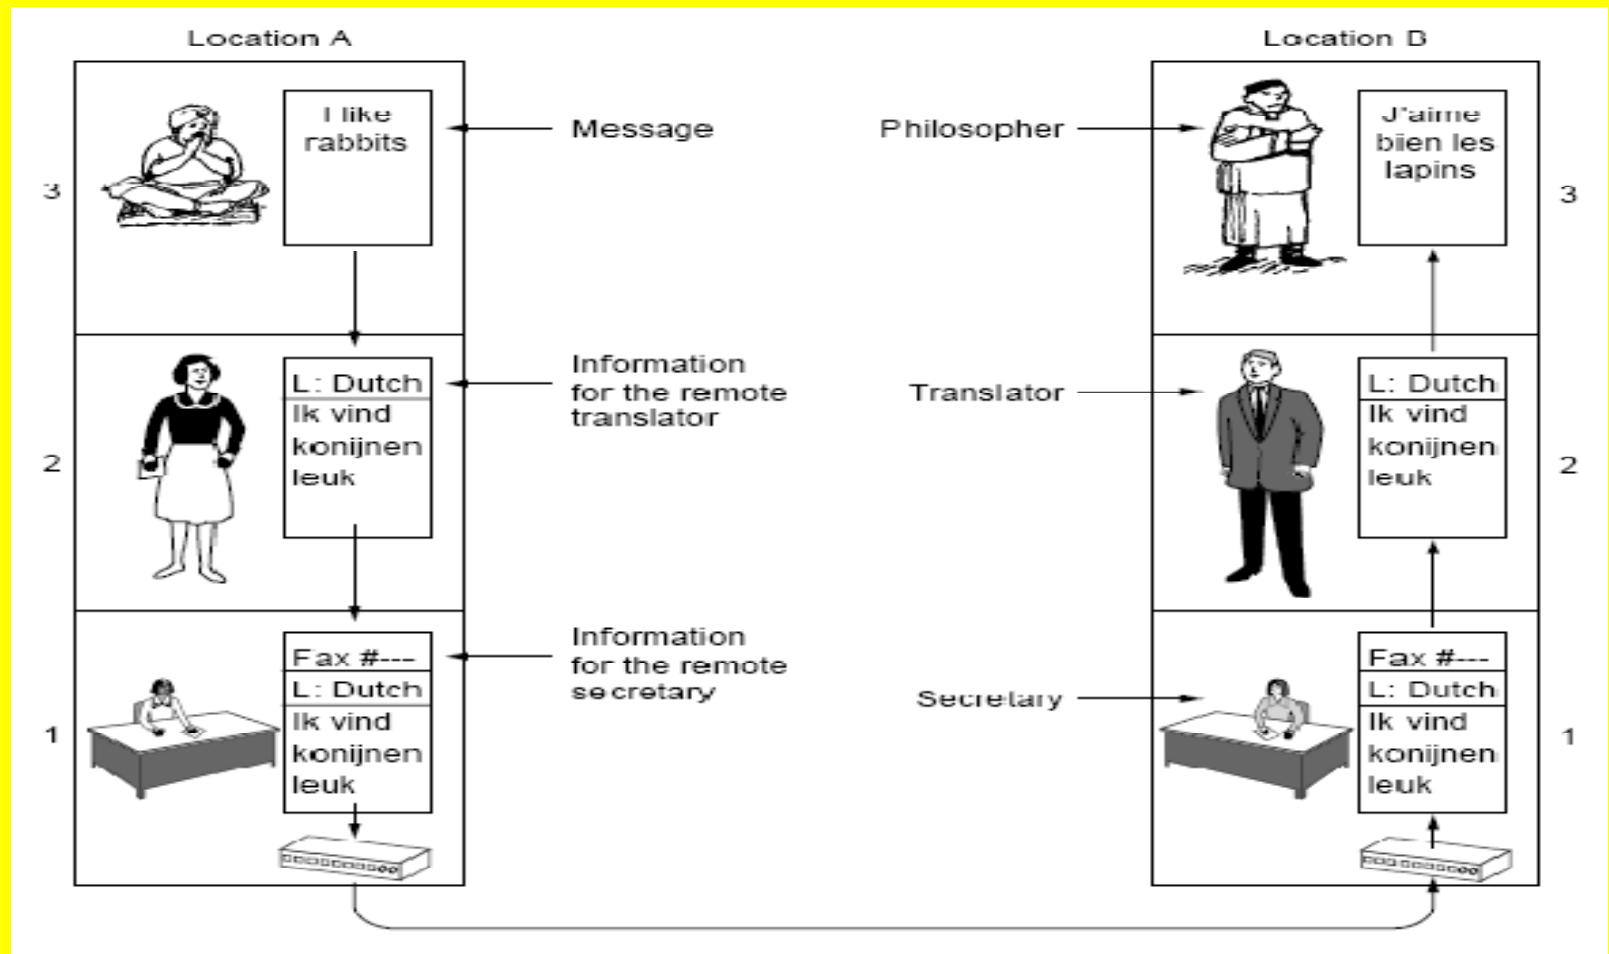 Location A
Location B
I like
rabbits
Message
Philosopher
J'aime
bien les
lapins
3
3
L: Dutch
Ik vind
konijnen
leuk
Information
for the remote
translator
Translator
L: Dutch
Ik vind
konijnen
leuk
2
2
Fax #---
L: Dutch
Ik vind
konijnen
leuk
Information
for the remote
secretary
Secretary
Fax #---
L: Dutch
Ik vind
konijnen
leuk
1
1